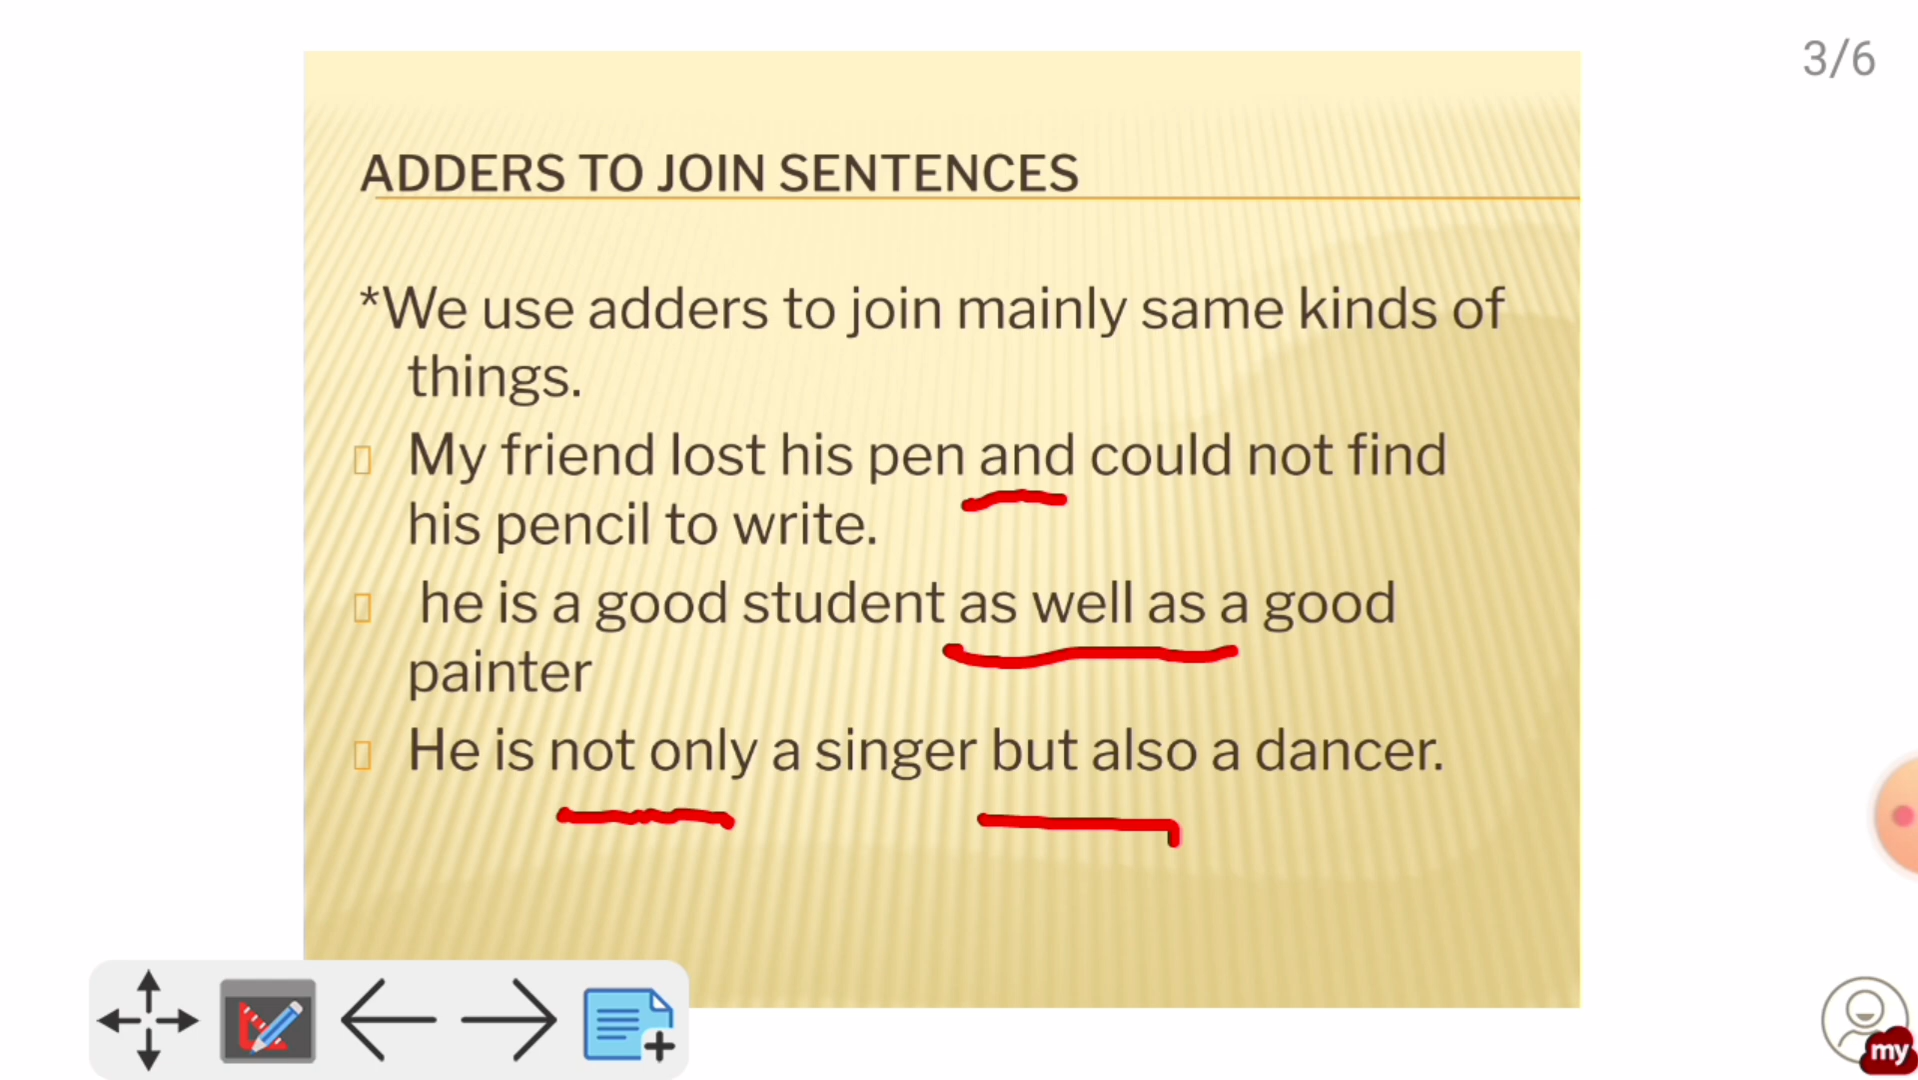 3/6
ADDERS TO JOIN SENTENCES
*We use adders to join mainly same kinds of
things.
My friend lost his pen and could not find
his pencil to write.
he is a good student as well as a good
painter
He is not only a singer but also a dancer.
my